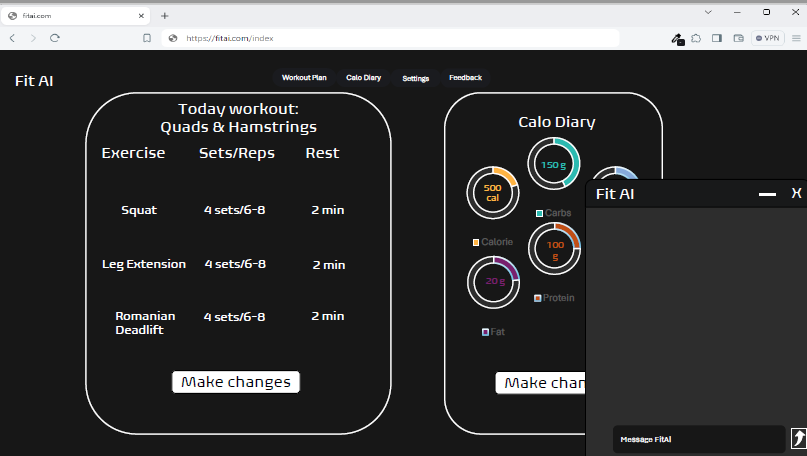 fitai.com
https://fitai.com/index
VPN
Fit AI
Workout Plan
Calo Diary
Settings
Feedback
Today workout:
Quads & Hamstrings
Exercise Sets/Reps Rest
Squat 4 sets/6-8 2 min
Leg Extension 4 sets/6-8 2 min
Romanian
Deadlift 4 sets/6-8 2 min
Make changes
Calo Diary
150 g
Carbs
500
cal
Calorie
100
g
Protein
20 g
Fat
Make chan
Fit AI
X
Message FitAI